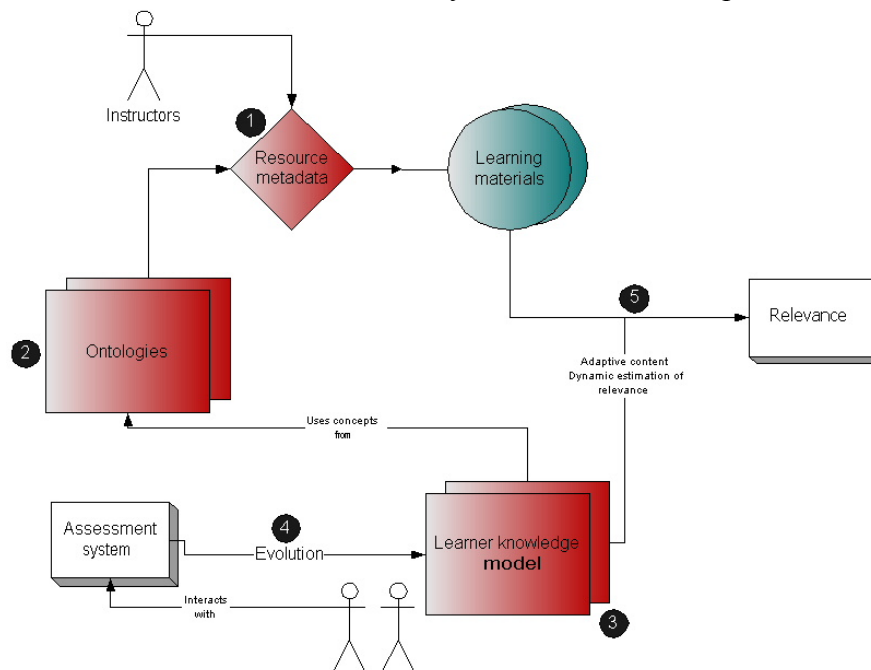 Instructors
1
Resource
metadata
Learning
materials
5
Relevance
2
Ontologies
Adaptive content
Dynamic estimation of
relevance
Uses concepts
from
Assessment
system
4
Evolution
Learner knowledge
model
Interacts
with
3